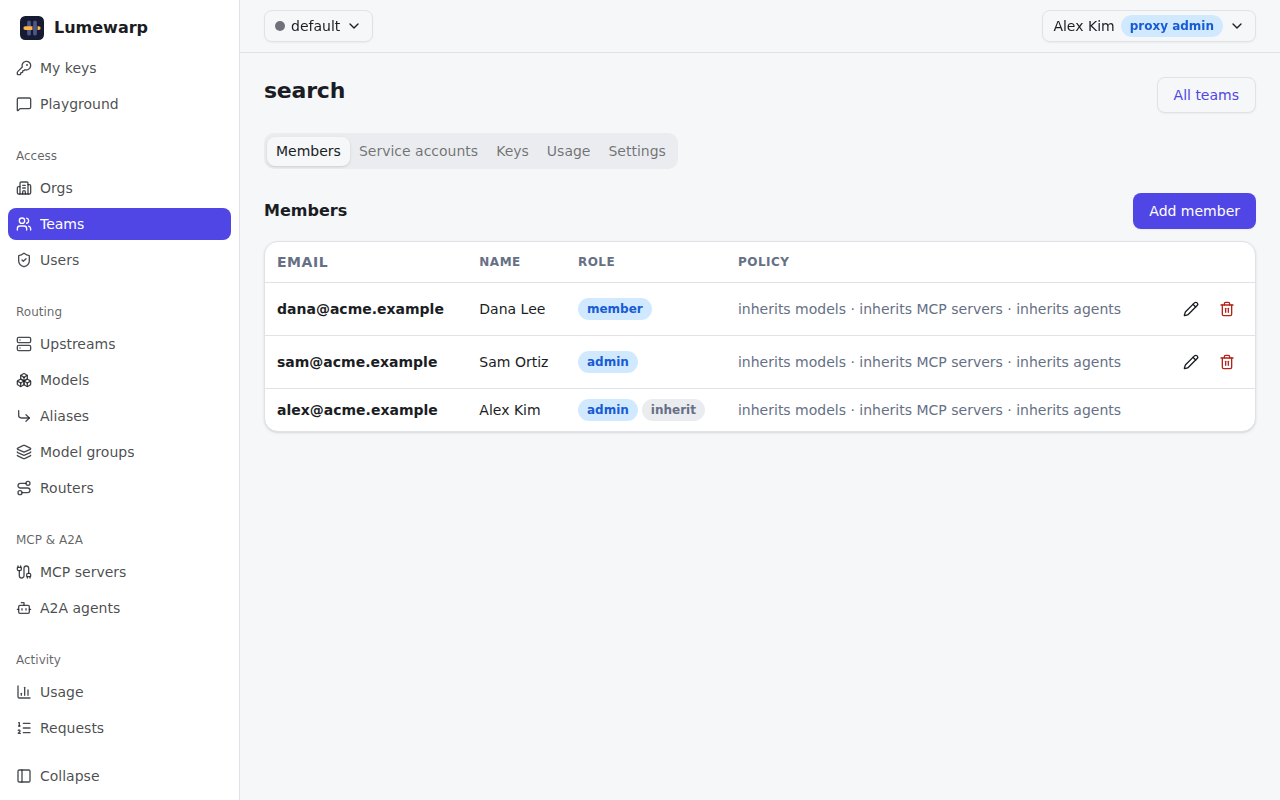 Lumewarp
My keys
Playground
Access
Orgs
Teams
Users
Routing
Upstreams
Models
Aliases
Model groups
Routers
MCP & A2A
MCP servers
A2A agents
Activity
Usage
Requests
Collapse
default
Alex Kim proxy admin
search
All teams
Members Service accounts Keys Usage Settings
Members
Add member
EMAIL NAME ROLE POLICY
dana@acme.example Dana Lee member inherits models · inherits MCP servers · inherits agents
sam@acme.example Sam Ortiz admin inherits models · inherits MCP servers · inherits agents
alex@acme.example Alex Kim admin inherit inherits models · inherits MCP servers · inherits agents